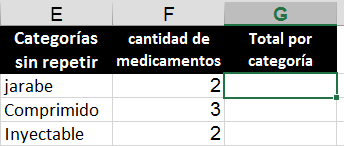 E F G
Categorías cantidad de Total por
sin repetir medicamentos categoría
jarabe 2
Comprimido 3
Inyectable 2